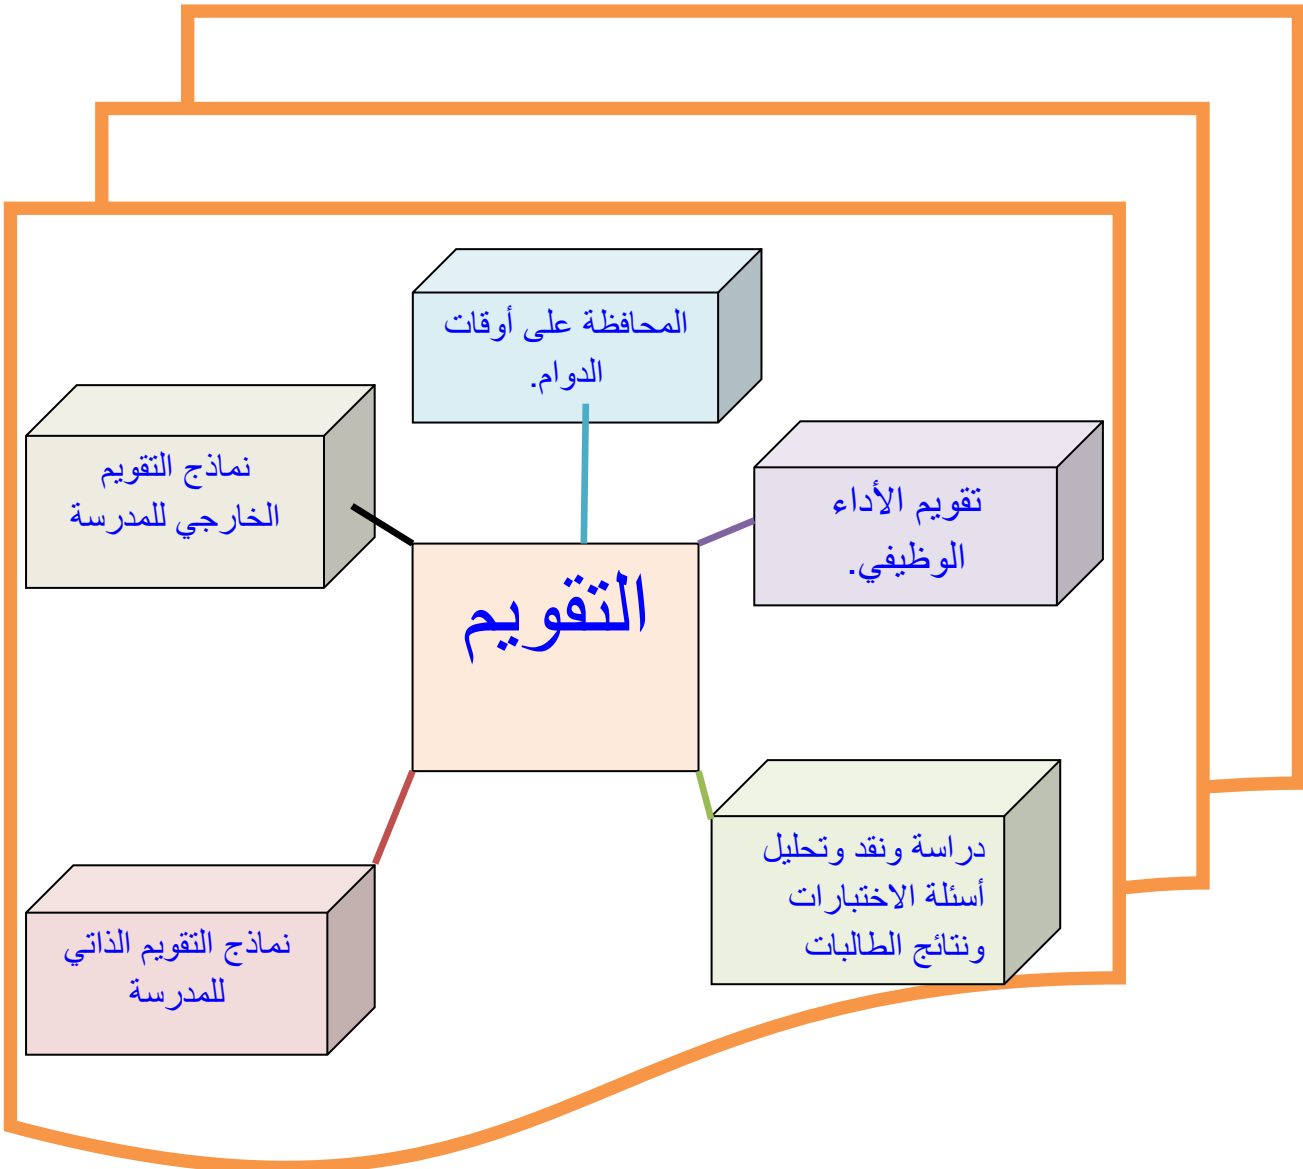 المحافظة على أوقات
الدوام.
تقويم الأداء
الوظيفي.
نماذج التقويم
الخارجي للمدرسة
التقويم
دراسة ونقد وتحليل
أسئلة الاختبارات
ونتائج الطالبات
نماذج التقويم الذاتي
للمدرسة